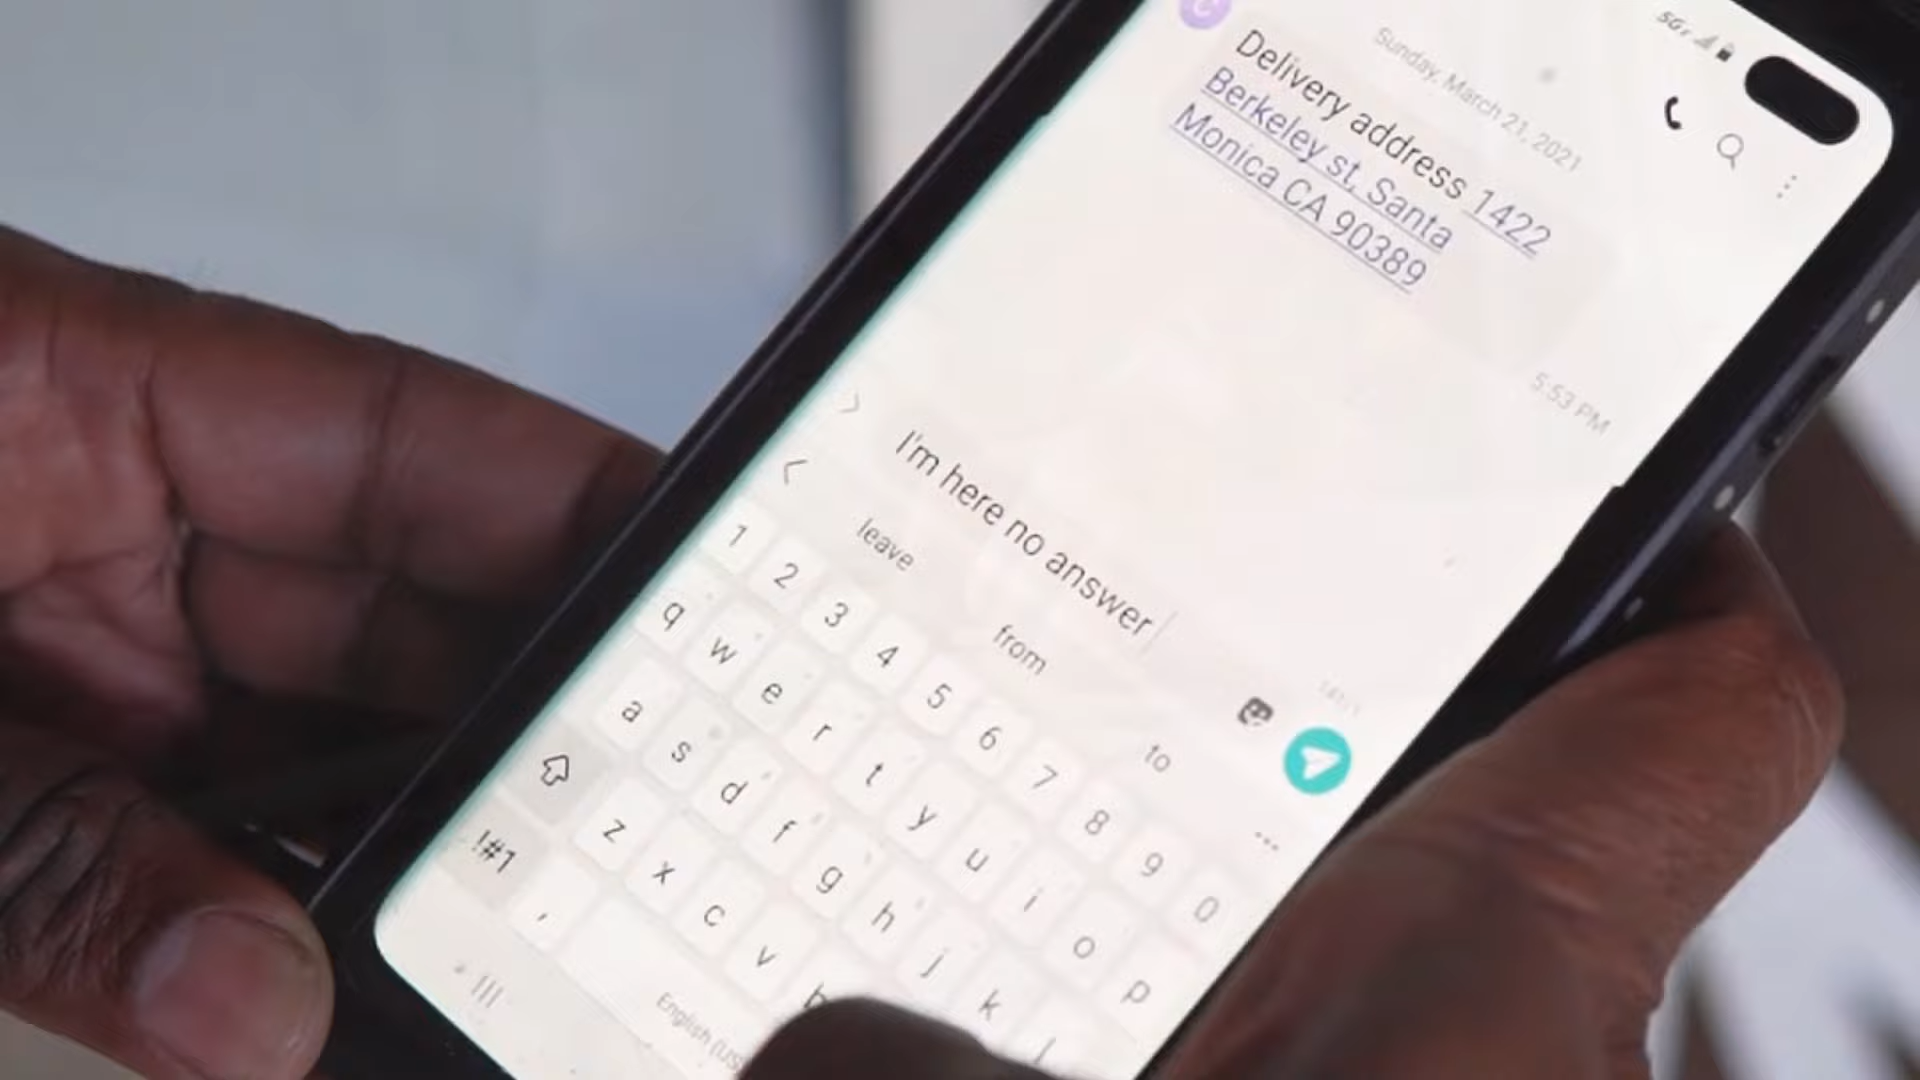 5G
C
Sunday, March 21, 2021
Delivery address 1422
Berkeley st, Santa
Monica CA 90389
5:53 PM
I'm here no answer
leave from to
1 2 3 4 5 6 7 8 9 0
q w e r t y u i o p
a s d f g h j k l
z x c v b
!#1 , English (US